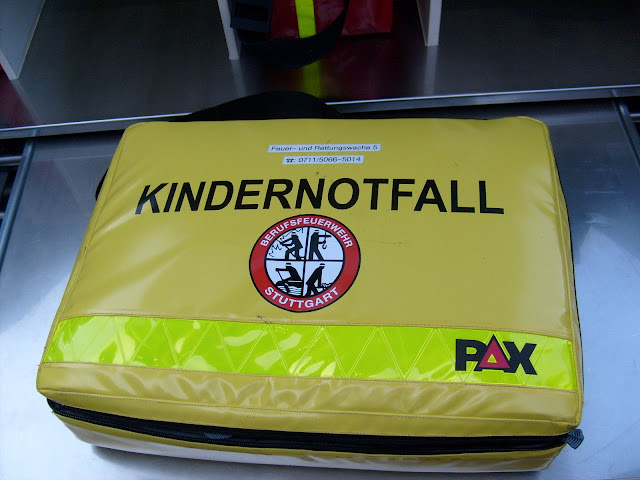 Feuer- und Rettungswache 5
☎ 0711/5066-5014
KINDERNOTFALL
BERUFSFEUERWEHR
STUTTGART
PAX